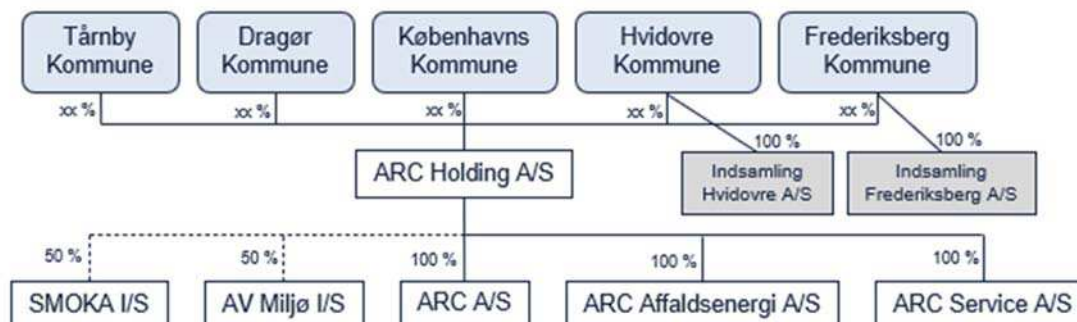 Tårnby
Kommune
Dragør
Kommune
Københavns
Kommune
Hvidovre
Kommune
Frederiksberg
Kommune
xx %
xx %
xx %
xx %
xx %
100 %
100 %
ARC Holding A/S
Indsamling
Hvidovre A/S
Indsamling
Frederiksberg A/S
50 %
50 %
100 %
100 %
100 %
SMOKA I/S
AV Miljø I/S
ARC A/S
ARC Affaldsenergi A/S
ARC Service A/S